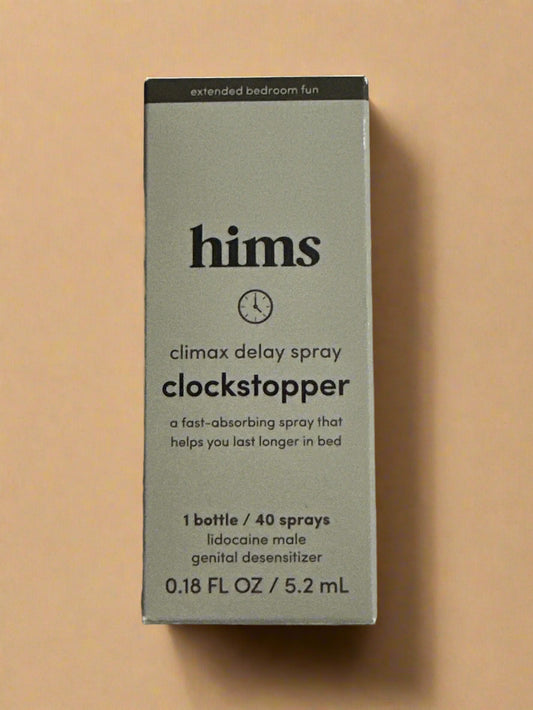 extended bedroom fun
hims
climax delay spray
clockstopper
a fast-absorbing spray that
helps you last longer in bed
1 bottle / 40 sprays
lidocaine male
genital desensitizer
0.18 FL OZ / 5.2 mL